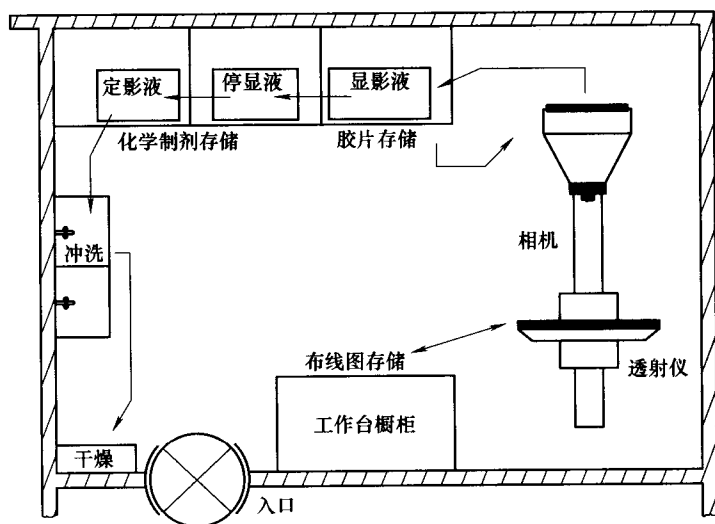 定影液
停显液
显影液
化学制剂存储
胶片存储
相机
冲洗
布线图存储
透射仪
工作台橱柜
干燥
入口